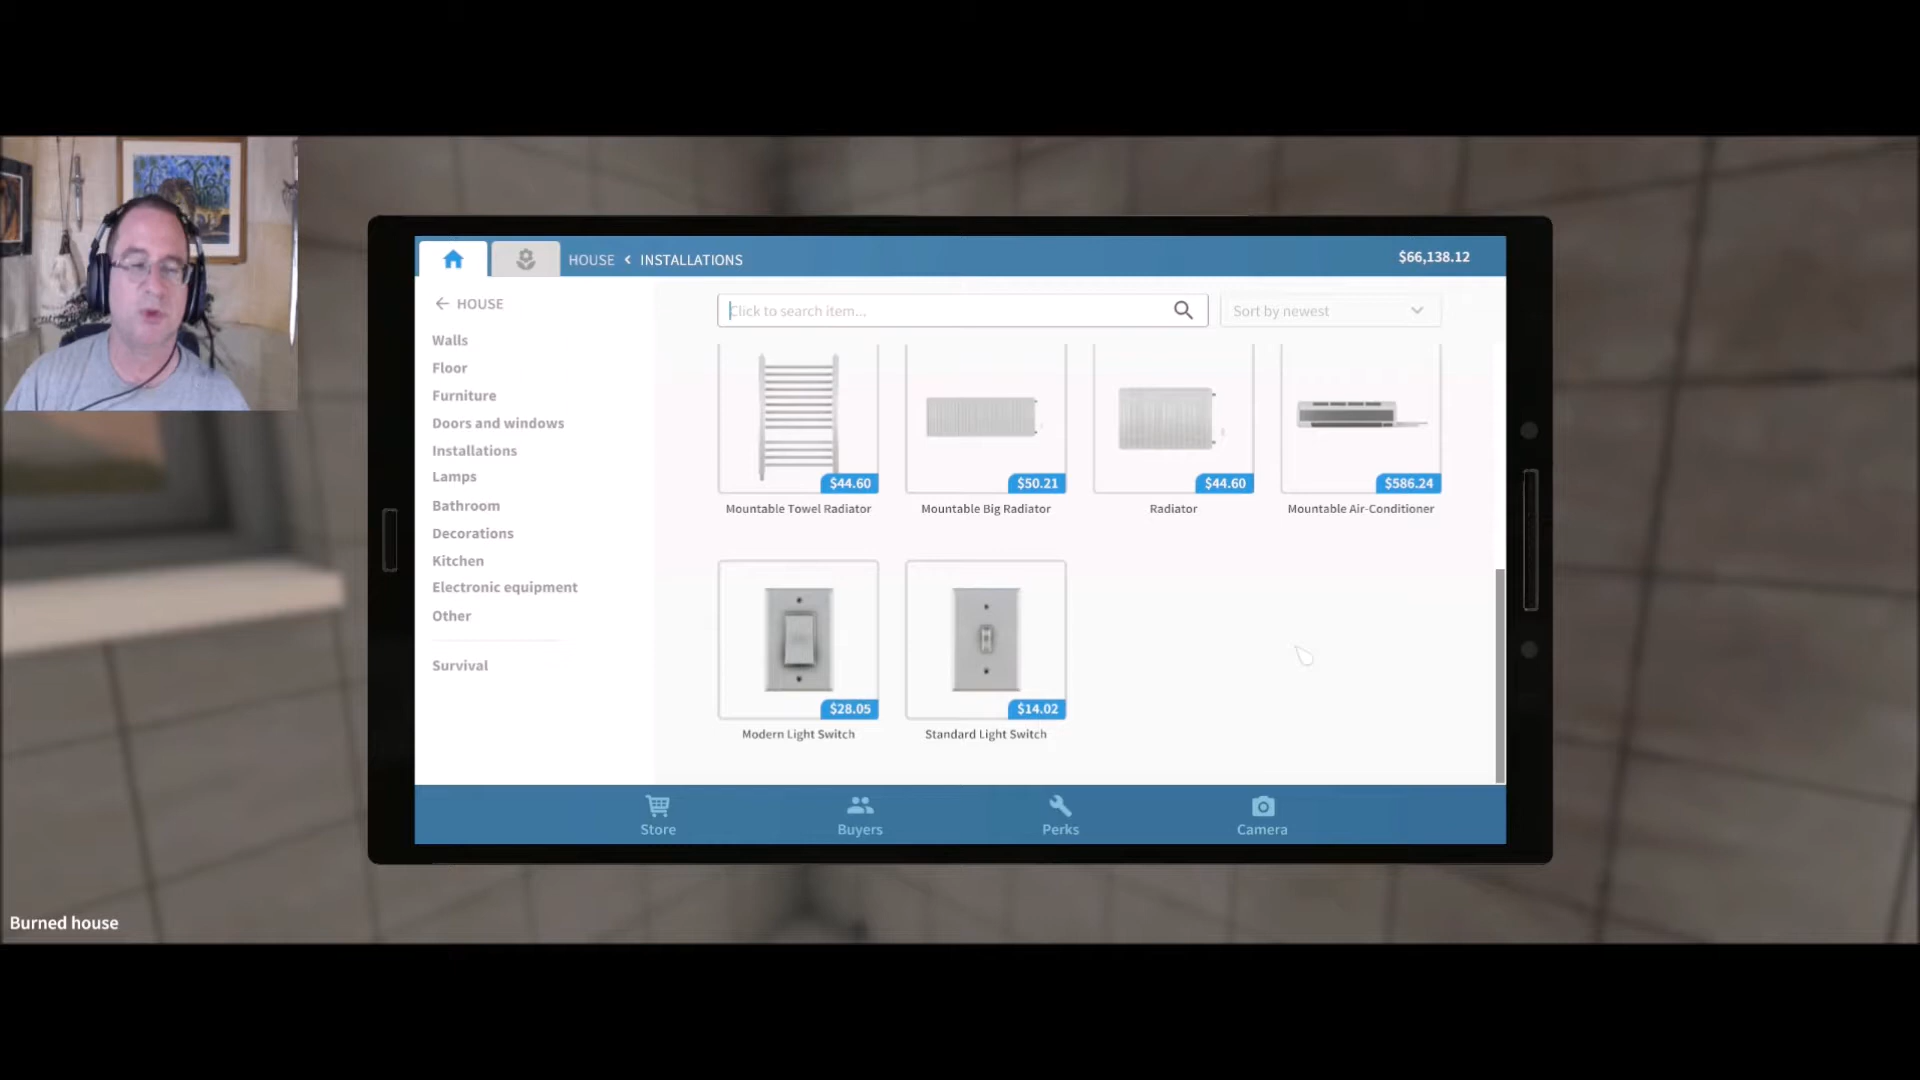 HOUSE < INSTALLATIONS
$66,138.12
← HOUSE
Walls
Floor
Furniture
Doors and windows
Installations
Lamps
Bathroom
Decorations
Kitchen
Electronic equipment
Other
Survival
Click to search item...
Sort by newest
$44.60
$50.21
$44.60
$586.24
Mountable Towel Radiator
Mountable Big Radiator
Radiator
Mountable Air-Conditioner
$28.05
$14.02
Modern Light Switch
Standard Light Switch
Store
Buyers
Perks
Camera
Burned house